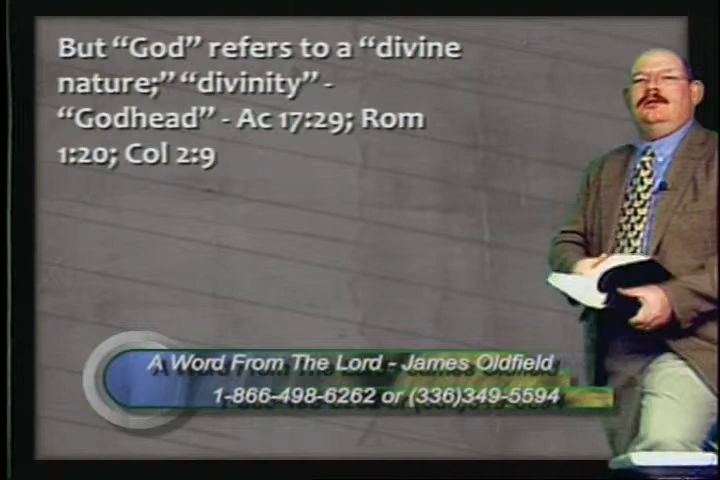 But “God” refers to a “divine
nature;” “divinity” -
“Godhead” - Ac 17:29; Rom
1:20; Col 2:9
A Word From The Lord - James Oldfield
1-866-498-6262 or (336)349-5594